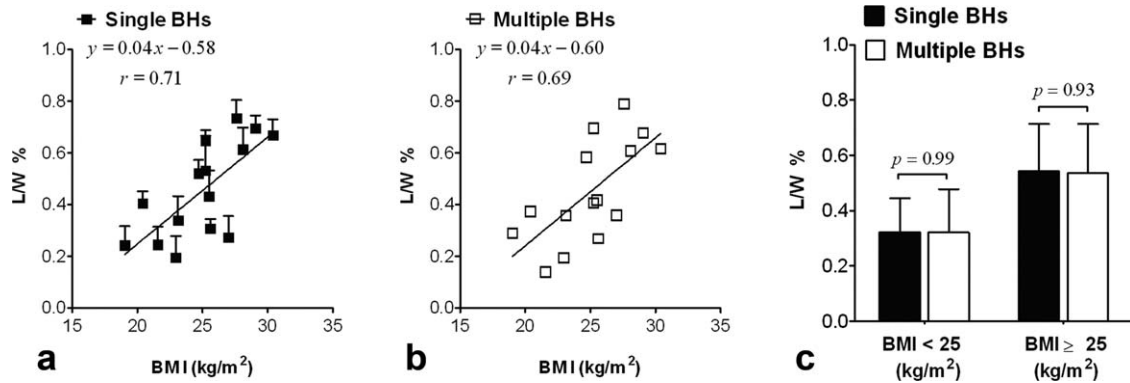 Single BHs
y = 0.04x − 0.58
r = 0.71
1.0
0.8
0.6
0.4
0.2
0.0
L/W %
15 20 25 30 35
BMI (kg/m²)
a
Multiple BHs
y = 0.04x − 0.60
r = 0.69
1.0
0.8
0.6
0.4
0.2
0.0
L/W %
15 20 25 30 35
BMI (kg/m²)
b
Single BHs
Multiple BHs
1.0
0.8
0.6
0.4
0.2
0.0
L/W %
p = 0.99
p = 0.93
BMI < 25
(kg/m²)
BMI ≥ 25
(kg/m²)
c